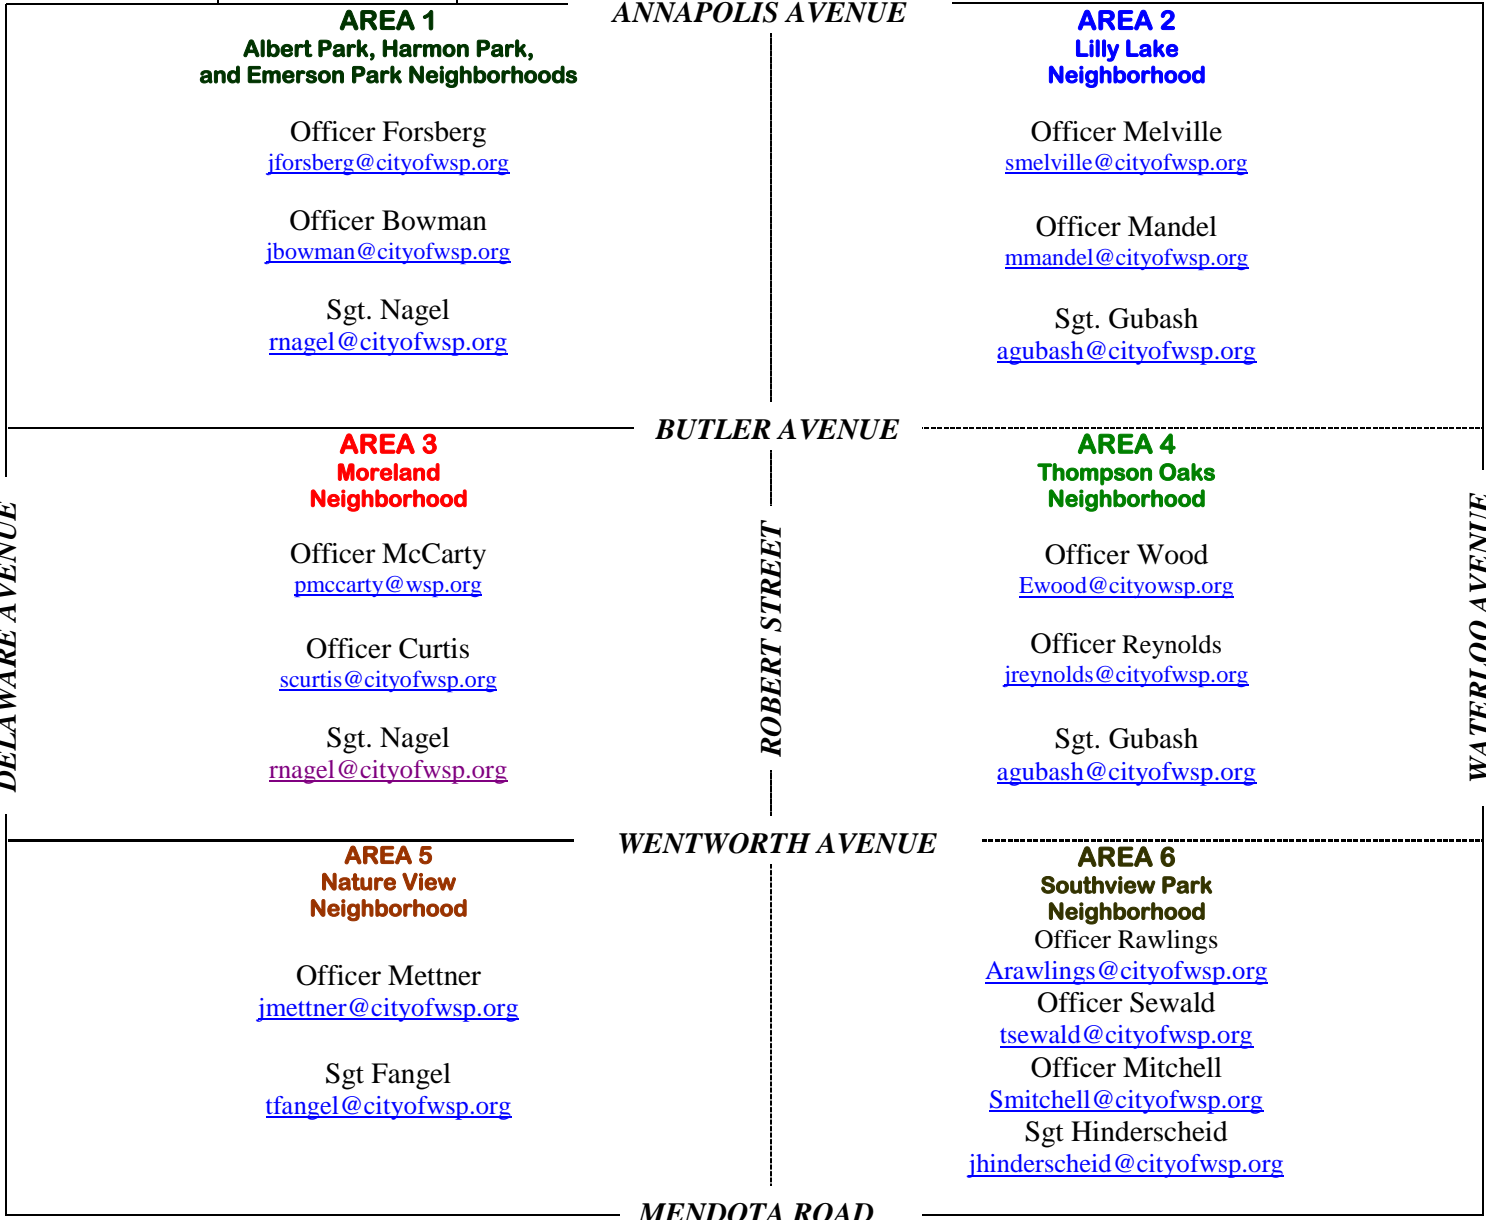 ANNAPOLIS AVENUE
AREA 1
Albert Park, Harmon Park,
and Emerson Park Neighborhoods
Officer Forsberg
jforsberg@cityofwsp.org
Officer Bowman
jbowman@cityofwsp.org
Sgt. Nagel
rnagel@cityofwsp.org
AREA 2
Lilly Lake
Neighborhood
Officer Melville
smelville@cityofwsp.org
Officer Mandel
mmandel@cityofwsp.org
Sgt. Gubash
agubash@cityofwsp.org
BUTLER AVENUE
DELAWARE AVENUE
AREA 3
Moreland
Neighborhood
Officer McCarty
pmccarty@wsp.org
Officer Curtis
scurtis@cityofwsp.org
Sgt. Nagel
rnagel@cityofwsp.org
ROBERT STREET
AREA 4
Thompson Oaks
Neighborhood
Officer Wood
Ewood@cityowsp.org
Officer Reynolds
jreynolds@cityofwsp.org
Sgt. Gubash
agubash@cityofwsp.org
WATERLOO AVENUE
WENTWORTH AVENUE
AREA 5
Nature View
Neighborhood
Officer Mettner
jmettner@cityofwsp.org
Sgt Fangel
tfangel@cityofwsp.org
AREA 6
Southview Park
Neighborhood
Officer Rawlings
Arawlings@cityofwsp.org
Officer Sewald
tsewald@cityofwsp.org
Officer Mitchell
Smitchell@cityofwsp.org
Sgt Hinderscheid
jhinderscheid@cityofwsp.org
MENDOTA ROAD